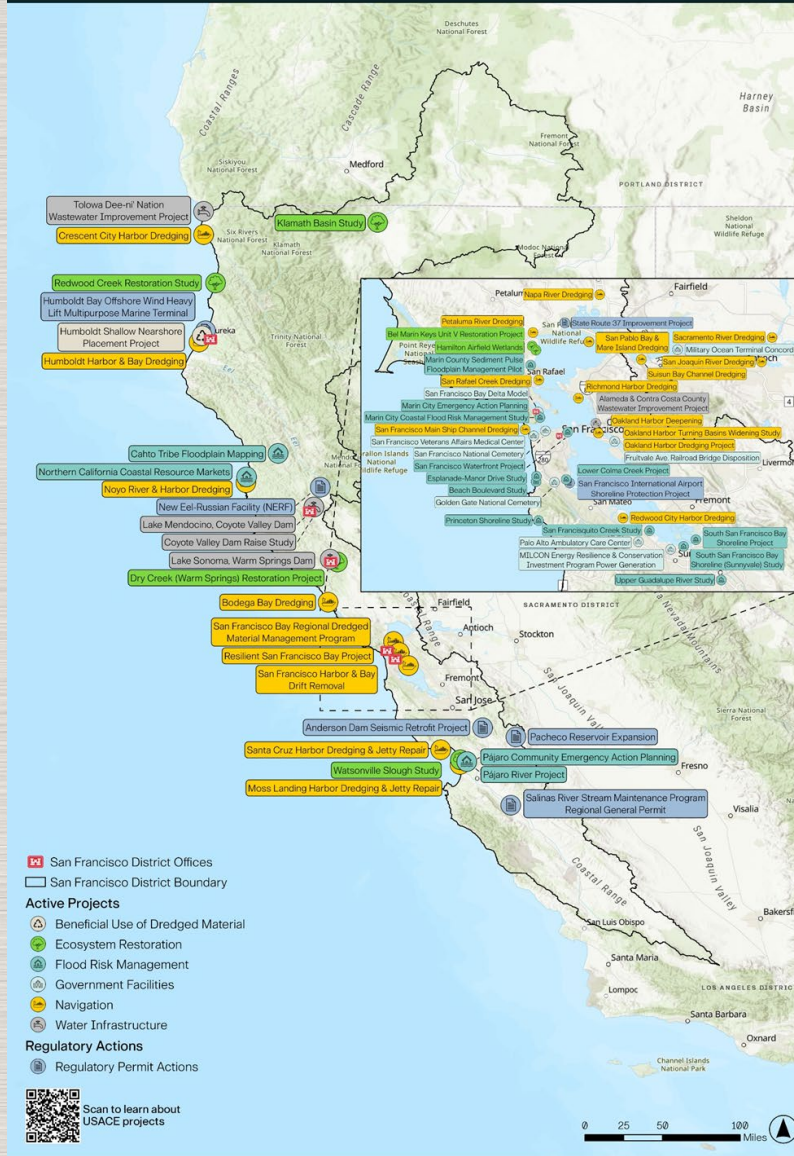 Deschutes
National Forest
Coastal Ranges
Cascade Range
Harney
Basin
Fremont
National Forest
Siskiyou
National Forest
Medford
PORTLAND DISTRICT
Tolowa Dee-ni' Nation
Wastewater Improvement Project
Crescent City Harbor Dredging
Klamath Basin Study
Six Rivers
National Forest
Klamath
National Forest
Sheldon
National
Wildlife Refuge
Modoc National
Forest
Redwood Creek Restoration Study
Humboldt Bay Offshore Wind Heavy
Lift Multipurpose Marine Terminal
Humboldt Shallow Nearshore
Placement Project
Humboldt Harbor & Bay Dredging
Trinity National
Forest
Napa River Dredging
Fairfield
Petaluma River Dredging
State Route 37 Improvement Project
Bel Marin Keys Unit V Restoration Project
Hamilton Airfield Wetlands
San Pablo Bay &
Mare Island Dredging
Sacramento River Dredging
Military Ocean Terminal Concord
Marin County Sediment Pulse
Floodplain Management Pilot
San Rafael
San Joaquin River Dredging
Suisun Bay Channel Dredging
San Rafael Creek Dredging
Richmond Harbor Dredging
San Francisco Bay Delta Model
Alameda & Contra Costa County
Wastewater Improvement Project
Marin City Emergency Action Planning
Marin City Coastal Flood Risk Management Study
Oakland Harbor Deepening
San Francisco Main Ship Channel Dredging
San Francisco
Oakland Harbor Turning Basins Widening Study
San Francisco Veterans Affairs Medical Center
Oakland Harbor Dredging Project
San Francisco National Cemetery
Fruitvale Ave. Railroad Bridge Disposition
San Francisco Waterfront Project
Lower Colma Creek Project
Esplanade-Manor Drive Study
San Francisco International Airport
Shoreline Protection Project
Beach Boulevard Study
Golden Gate National Cemetery
San Mateo
Princeton Shoreline Study
Redwood City Harbor Dredging
San Francisquito Creek Study
Palo Alto Ambulatory Care Center
South San Francisco Bay
Shoreline Project
MILCON Energy Resilience & Conservation
Investment Program Power Generation
South San Francisco Bay
Shoreline (Sunnyvale) Study
Upper Guadalupe River Study
Cahto Tribe Floodplain Mapping
Northern California Coastal Resource Markets
Noyo River & Harbor Dredging
New Eel-Russian Facility (NERF)
Lake Mendocino, Coyote Valley Dam
Coyote Valley Dam Raise Study
Lake Sonoma, Warm Springs Dam
Dry Creek (Warm Springs) Restoration Project
Bodega Bay Dredging
Fairfield
SACRAMENTO DISTRICT
San Francisco Bay Regional Dredged
Material Management Program
Antioch
Stockton
Resilient San Francisco Bay Project
San Francisco Harbor & Bay
Drift Removal
Fremont
San Jose
San Joaquin Valley
Sierra National
Forest
Anderson Dam Seismic Retrofit Project
Pacheco Reservoir Expansion
Santa Cruz Harbor Dredging & Jetty Repair
Pájaro Community Emergency Action Planning
Watsonville Slough Study
Pájaro River Project
Fresno
Moss Landing Harbor Dredging & Jetty Repair
Salinas River Stream Maintenance Program
Regional General Permit
Visalia
San Joaquin Valley
Coastal Range
San Luis Obispo
Santa Maria
Lompoc
Santa Barbara
Oxnard
Channel Islands
National Park
San Francisco District Offices
San Francisco District Boundary
Active Projects
Beneficial Use of Dredged Material
Ecosystem Restoration
Flood Risk Management
Government Facilities
Navigation
Water Infrastructure
Regulatory Actions
Regulatory Permit Actions
Scan to learn about
USACE projects
0 25 50 100
Miles